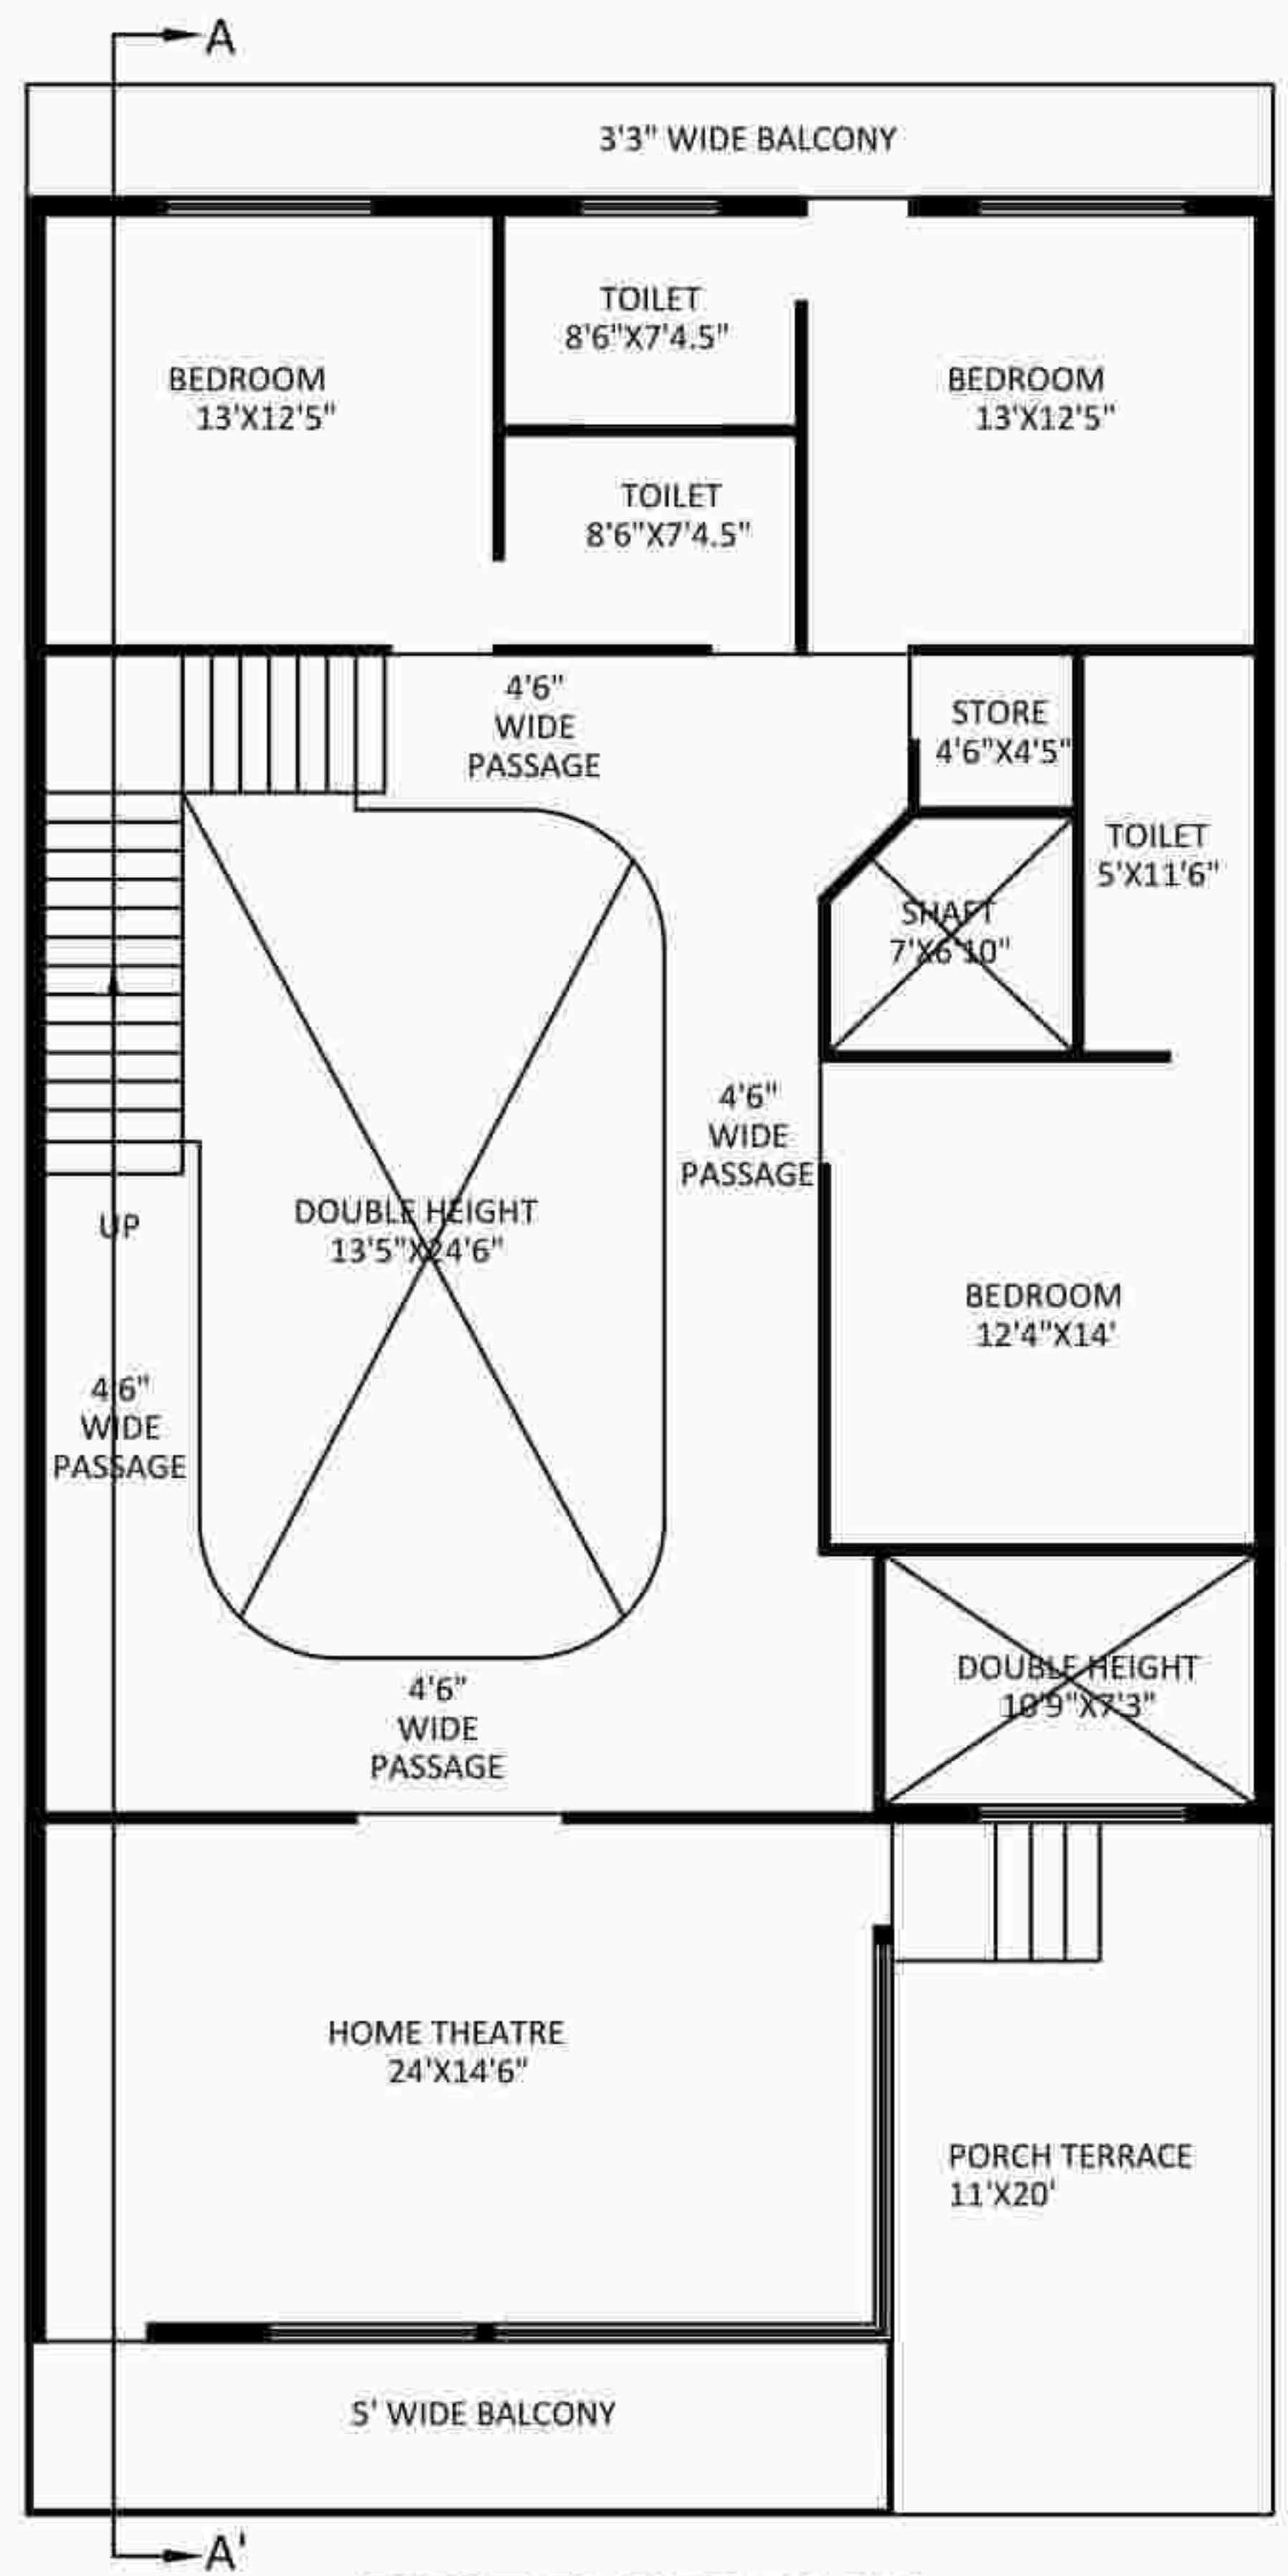 A
3'3" WIDE BALCONY
TOILET
8'6"X7'4.5"
BEDROOM
13'X12'5"
BEDROOM
13'X12'5"
TOILET
8'6"X7'4.5"
4'6"
WIDE
PASSAGE
STORE
4'6"X4'5"
TOILET
5'X11'6"
SHAFT
7'X6'10"
4'6"
WIDE
PASSAGE
UP
DOUBLE HEIGHT
13'5"X24'6"
BEDROOM
12'4"X14'
4'6"
WIDE
PASSAGE
DOUBLE HEIGHT
10'9"X7'3"
4'6"
WIDE
PASSAGE
HOME THEATRE
24'X14'6"
PORCH TERRACE
11'X20'
5' WIDE BALCONY
A'